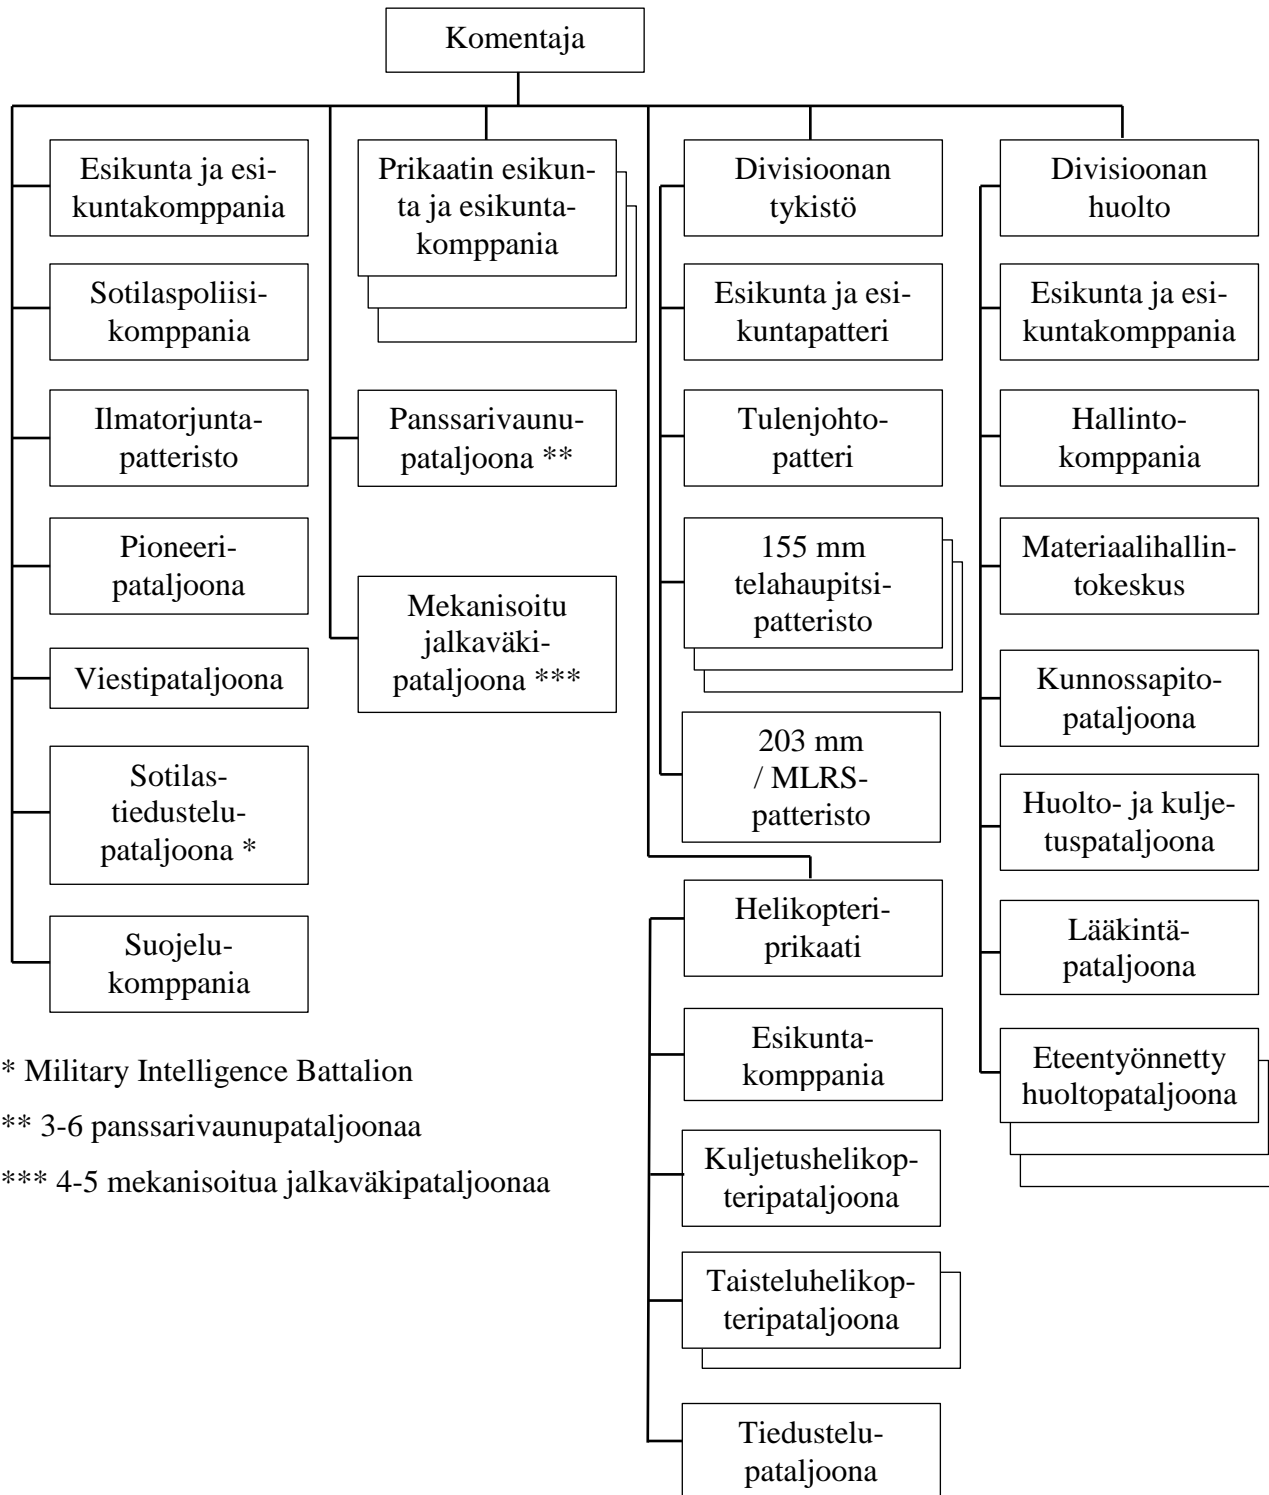 Komentaja
Esikunta ja esi-
kuntakomppania
Sotilaspoliisi-
komppania
Ilmatorjunta-
patteristo
Pioneeri-
pataljoona
Viestipataljoona
Sotilas-
tiedustelu-
pataljoona *
Suojelu-
komppania
Prikaatin esikun-
ta ja esikunta-
komppania
Panssarivaunu-
pataljoona **
Mekanisoitu
jalkaväki-
pataljoona ***
Divisioonan
tykistö
Esikunta ja esi-
kuntapatteri
Tulenjohto-
patteri
155 mm
telahaupitsi-
patteristo
203 mm
/ MLRS-
patteristo
Helikopteri-
prikaati
Esikunta-
komppania
Kuljetushelikop-
teripataljoona
Taisteluhelikop-
teripataljoona
Tiedustelu-
pataljoona
Divisioonan
huolto
Esikunta ja esi-
kuntakomppania
Hallinto-
komppania
Materiaalihallin-
tokeskus
Kunnossapito-
pataljoona
Huolto- ja kulje-
tuspataljoona
Lääkintä-
pataljoona
Eteentyönnetty
huoltopataljoona
* Military Intelligence Battalion
** 3-6 panssarivaunupataljoonaa
*** 4-5 mekanisoitua jalkaväkipataljoonaa